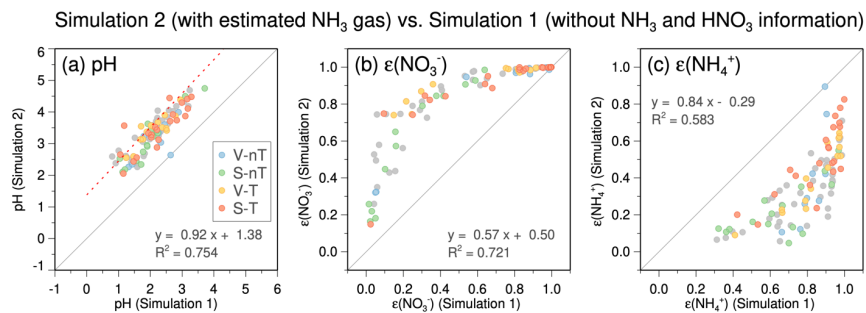 Simulation 2 (with estimated NH3 gas) vs. Simulation 1 (without NH3 and HNO3 information)
(a) pH
pH (Simulation 2)
6
5
4
3
2
1
0
-1
V-nT
S-nT
V-T
S-T
y = 0.92 x + 1.38
R2 = 0.754
-1 0 1 2 3 4 5 6
pH (Simulation 1)
(b) ε(NO3-)
ε(NO3-) (Simulation 2)
1.0
0.8
0.6
0.4
0.2
0.0
y = 0.57 x + 0.50
R2 = 0.721
0.0 0.2 0.4 0.6 0.8 1.0
ε(NO3-) (Simulation 1)
(c) ε(NH4+)
y = 0.84 x - 0.29
R2 = 0.583
ε(NH4+) (Simulation 2)
1.0
0.8
0.6
0.4
0.2
0.0
0.0 0.2 0.4 0.6 0.8 1.0
ε(NH4+) (Simulation 1)